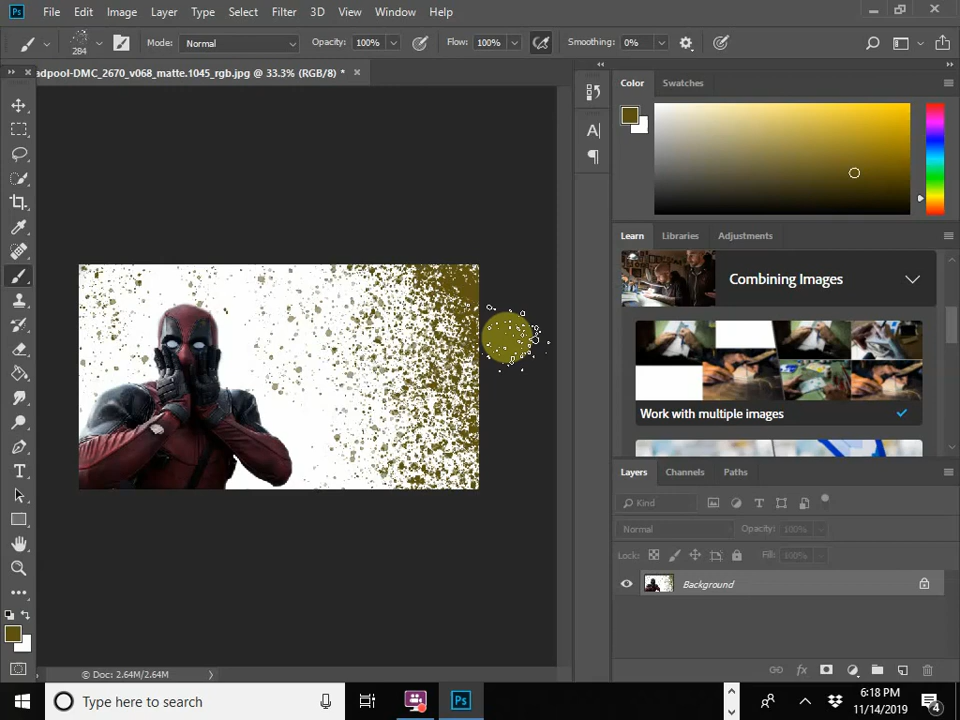 Ps File Edit Image Layer Type Select Filter 3D View Window Help
284 Mode: Normal Opacity: 100% Flow: 100% Smoothing: 0%
adpool-DMC_2670_v068_matte.1045_rgb.jpg @ 33.3% (RGB/8) *
Color Swatches
Learn Libraries Adjustments
Combining Images
Work with multiple images
Layers Channels Paths
Kind
Normal Opacity: 100%
Lock: Fill: 100%
Background
Doc: 2.64M/2.64M
Type here to search
Ps
6:18 PM
11/14/2019
4